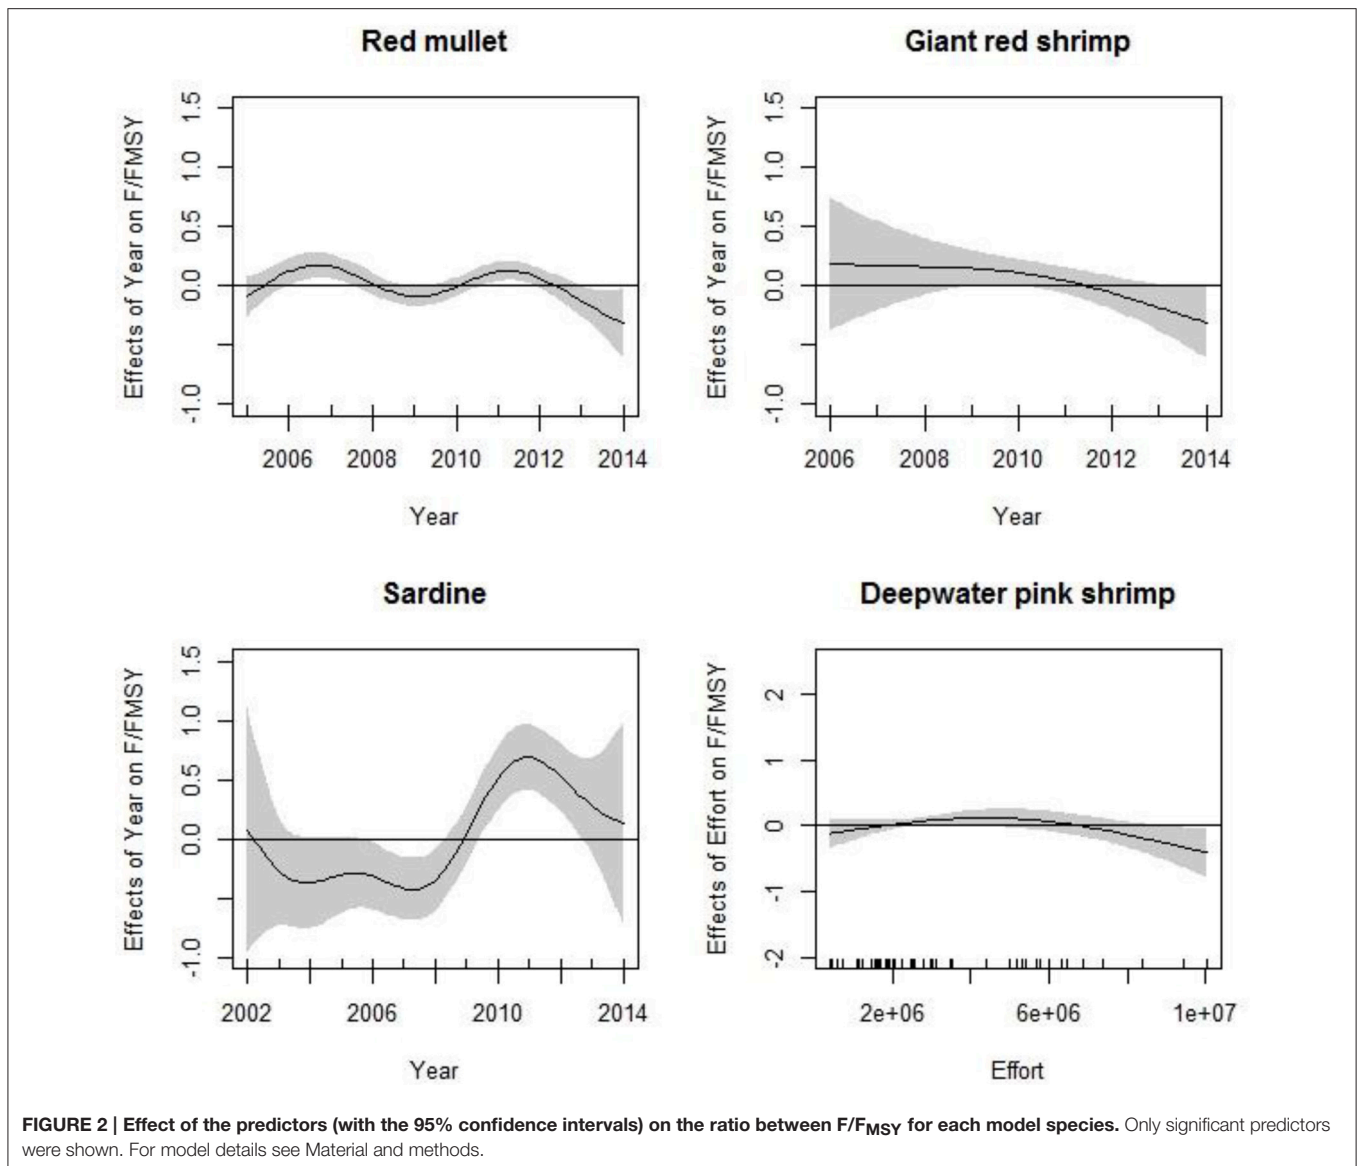 Red mullet
Effects of Year on F/FMSY
1.5
1.0
0.5
0.0
-1.0
2006 2008 2010 2012 2014
Year
Giant red shrimp
Effects of Year on F/FMSY
1.5
1.0
0.5
0.0
-1.0
2006 2008 2010 2012 2014
Year
Sardine
Effects of Year on F/FMSY
1.5
1.0
0.5
0.0
-1.0
2002 2006 2010 2014
Year
Deepwater pink shrimp
Effects of Effort on F/FMSY
2
1
0
-1
-2
2e+06 6e+06 1e+07
Effort
FIGURE 2 | Effect of the predictors (with the 95% confidence intervals) on the ratio between F/FMSY for each model species. Only significant predictors
were shown. For model details see Material and methods.